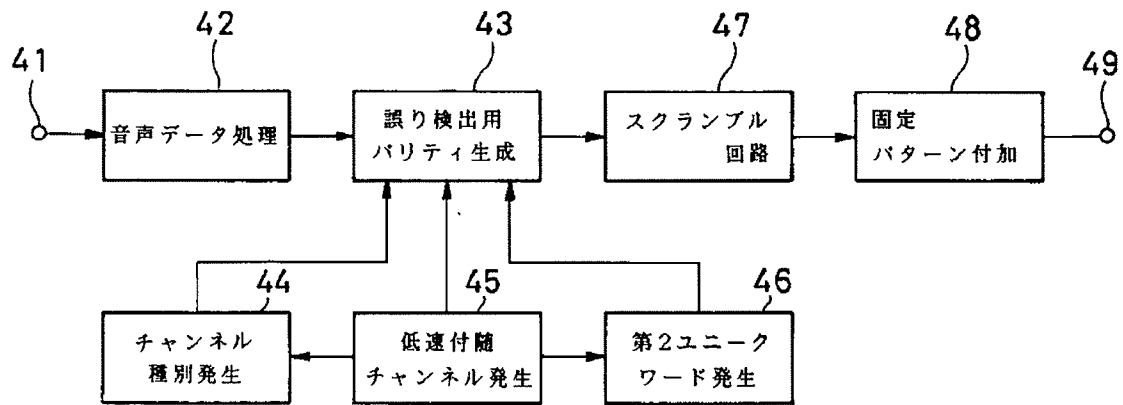 41
42
音声データ処理
43
誤り検出用
パリティ生成
47
スクランブル
回路
48
固定
パターン付加
49
44
チャンネル
種別発生
45
低速付随
チャンネル発生
46
第2ユニーク
ワード発生